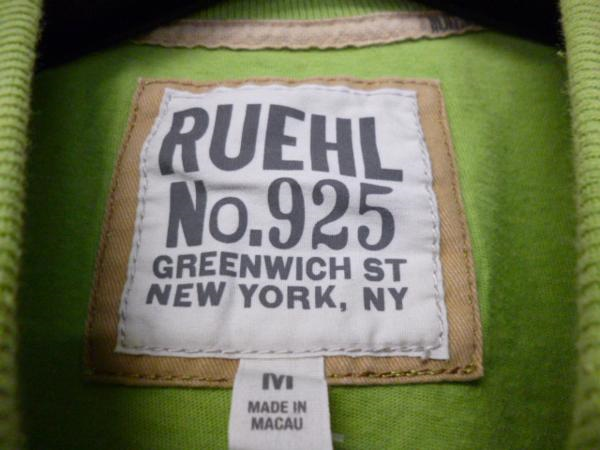 RUEHL
No.925
GREENWICH ST
NEW YORK, NY
M
MADE IN
MACAU